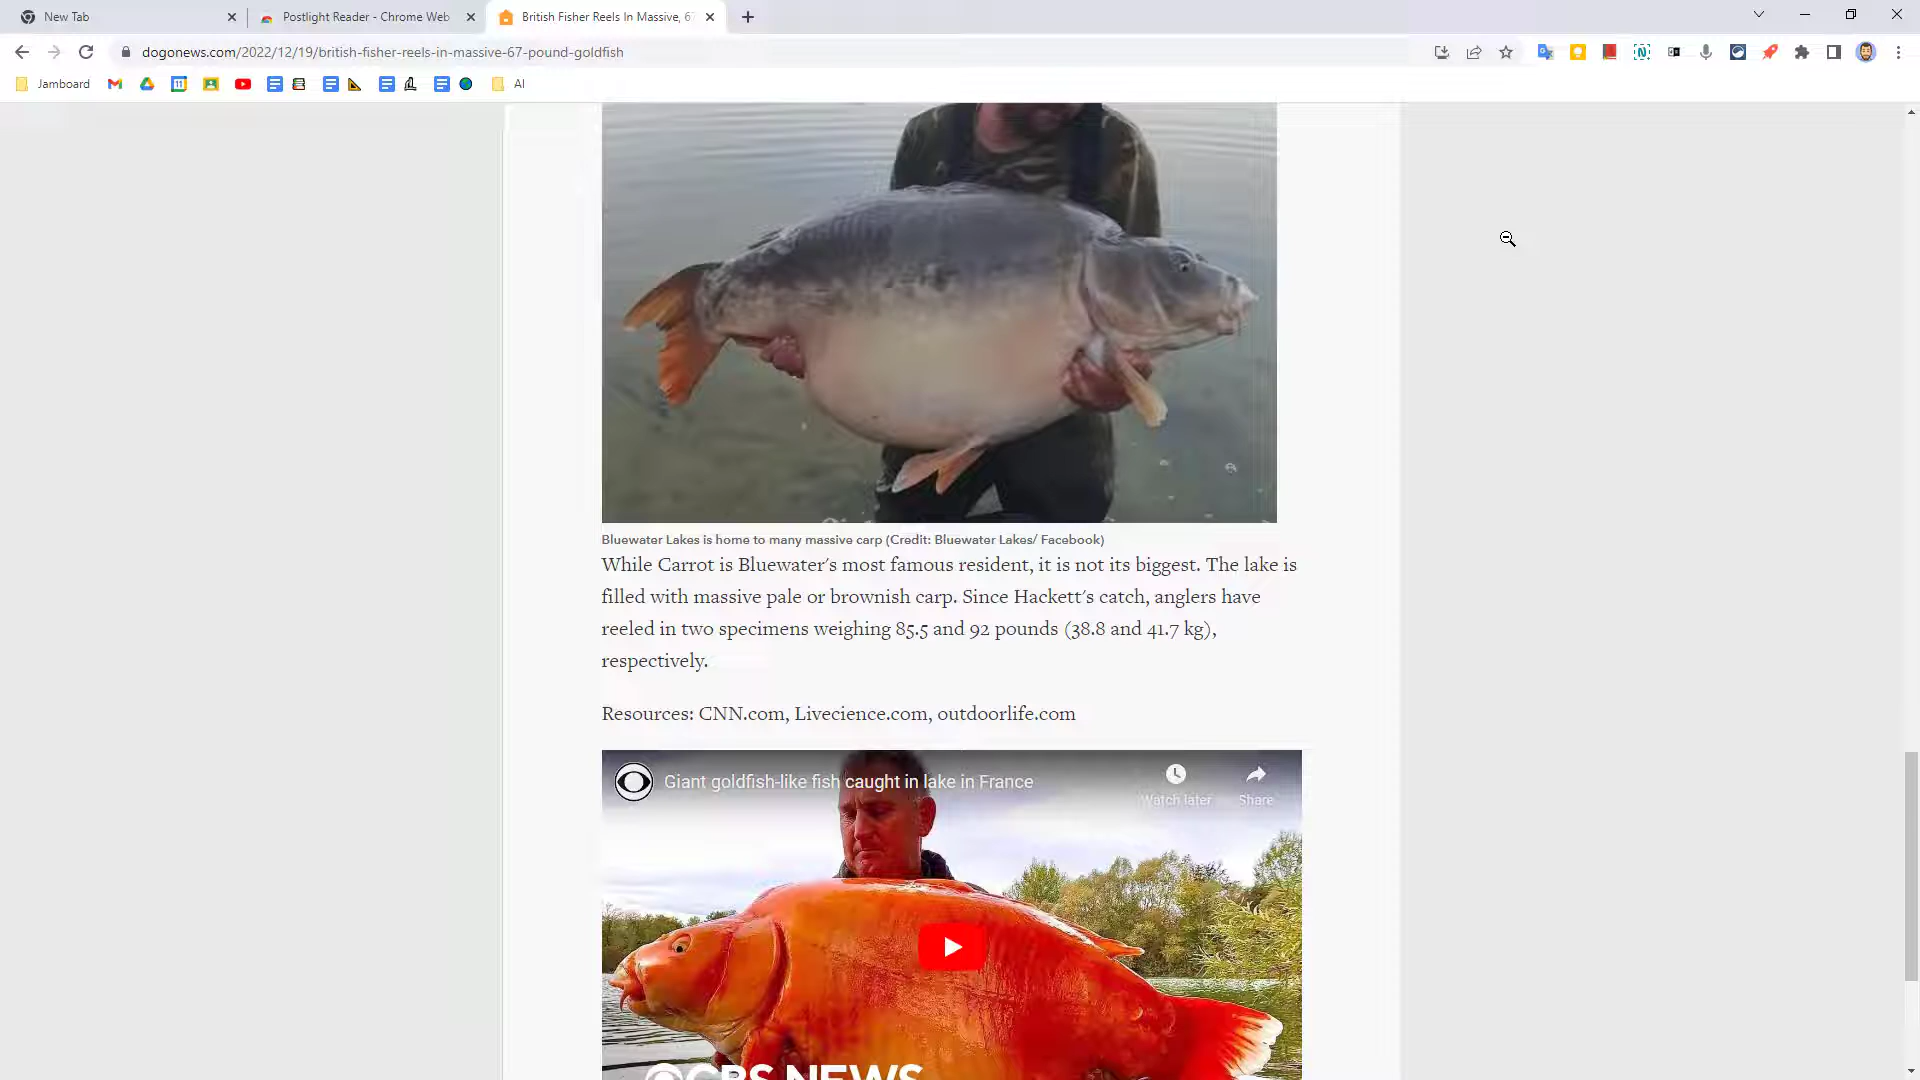 New Tab
Postlight Reader - Chrome Web
British Fisher Reels In Massive, 6
dogonews.com/2022/12/19/british-fisher-reels-in-massive-67-pound-goldfish
Jamboard
11
AI
Bluewater Lakes is home to many massive carp (Credit: Bluewater Lakes/ Facebook)
While Carrot is Bluewater's most famous resident, it is not its biggest. The lake is
filled with massive pale or brownish carp. Since Hackett's catch, anglers have
reeled in two specimens weighing 85.5 and 92 pounds (38.8 and 41.7 kg),
respectively.
Resources: CNN.com, Livecience.com, outdoorlife.com
Giant goldfish-like fish caught in lake in France
Watch later
Share
CBS NEWS